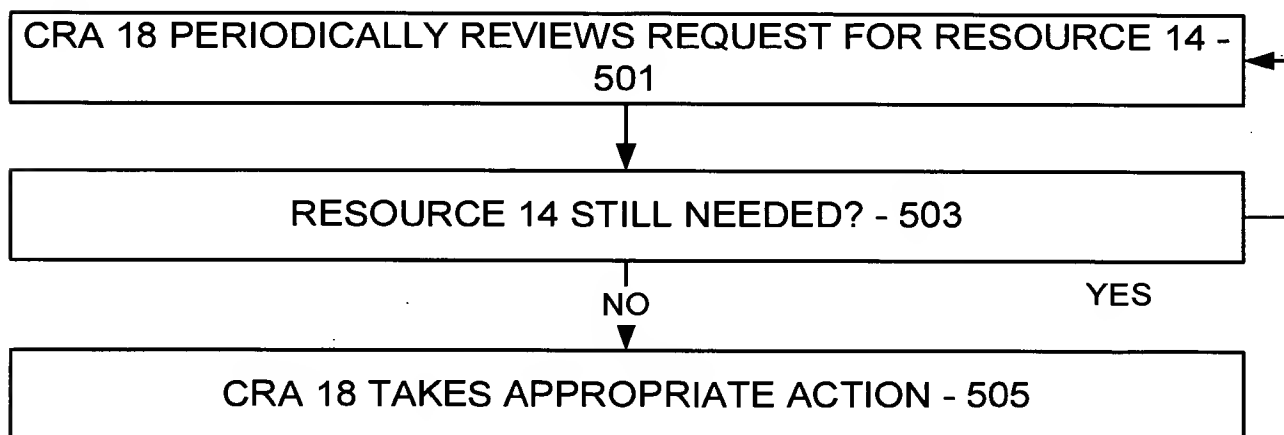 CRA 18 PERIODICALLY REVIEWS REQUEST FOR RESOURCE 14 -
501
RESOURCE 14 STILL NEEDED? - 503
NO
YES
CRA 18 TAKES APPROPRIATE ACTION - 505